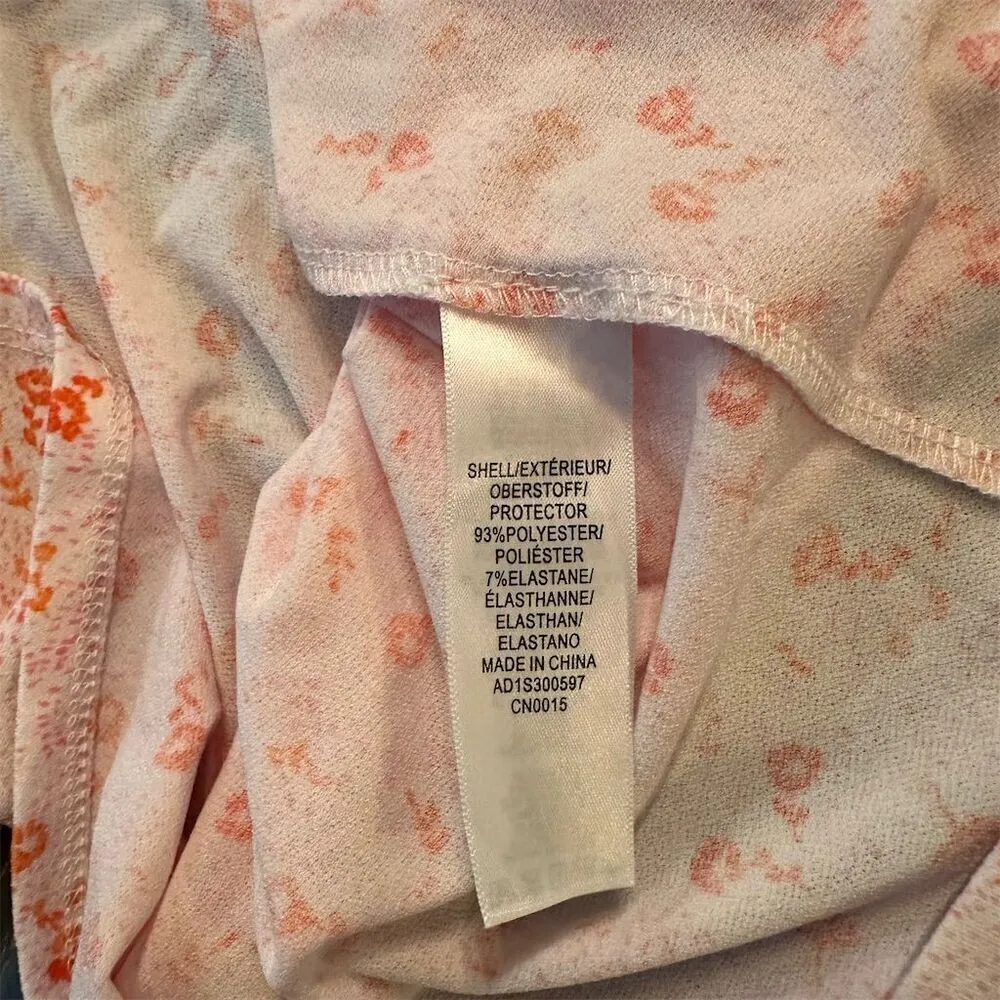 SHELL/EXTÉRIEUR/
OBERSTOFF/
PROTECTOR
93%POLYESTER/
POLIÉSTER
7%ELASTANE/
ÉLASTHANNE/
ELASTHAN/
ELASTANO
MADE IN CHINA
AD1S300597
CN0015